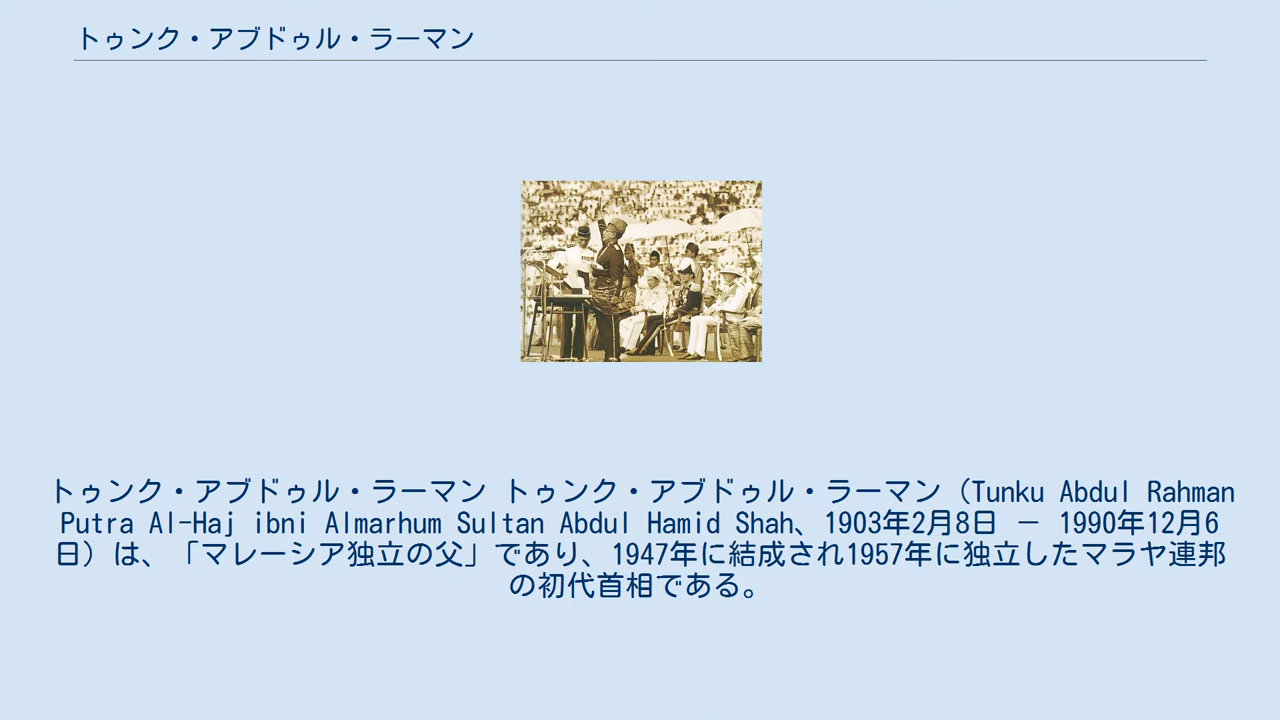 トゥンク・アブドゥル・ラーマン
トゥンク・アブドゥル・ラーマン トゥンク・アブドゥル・ラーマン（Tunku Abdul Rahman
Putra Al-Haj ibni Almarhum Sultan Abdul Hamid Shah、1903年2月8日 － 1990年12月6
日）は、「マレーシア独立の父」であり、1947年に結成され1957年に独立したマラヤ連邦
の初代首相である。